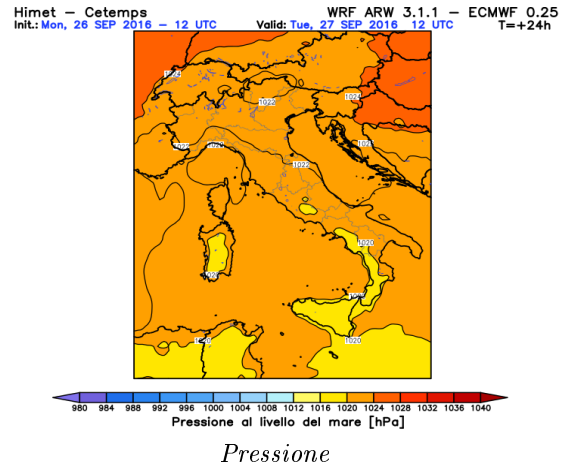 Himet – Cetemps WRF ARW 3.1.1 – ECMWF 0.25
Init.: Mon, 26 SEP 2016 – 12 UTC Valid: Tue, 27 SEP 2016 12 UTC T=+24h
1024
1022
1024
1022
1020
1020
1020
1020
980 984 988 992 996 1000 1004 1008 1012 1016 1020 1024 1028 1032 1036 1040
Pressione al livello del mare [hPa]
Pressione